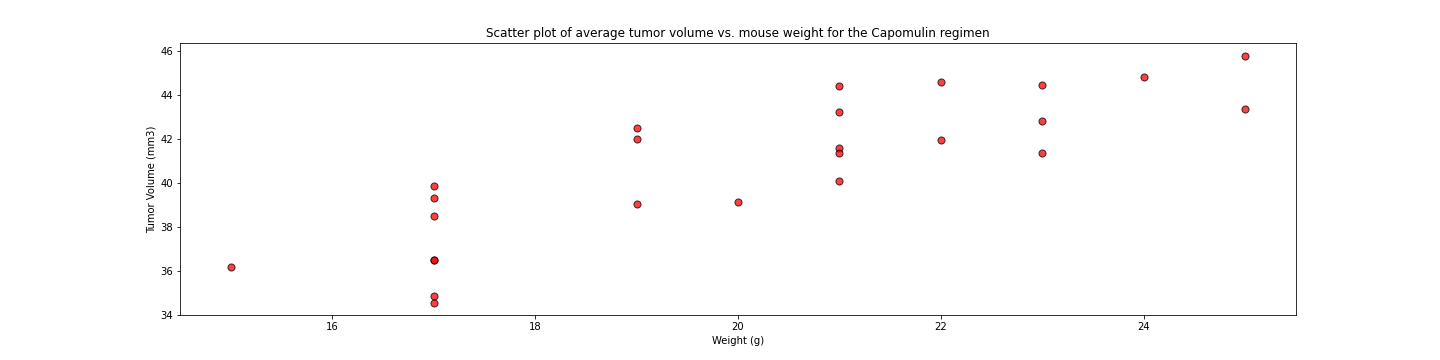 Scatter plot of average tumor volume vs. mouse weight for the Capomulin regimen
46
44
42
40
38
36
34
Tumor Volume (mm3)
16 18 20 22 24
Weight (g)